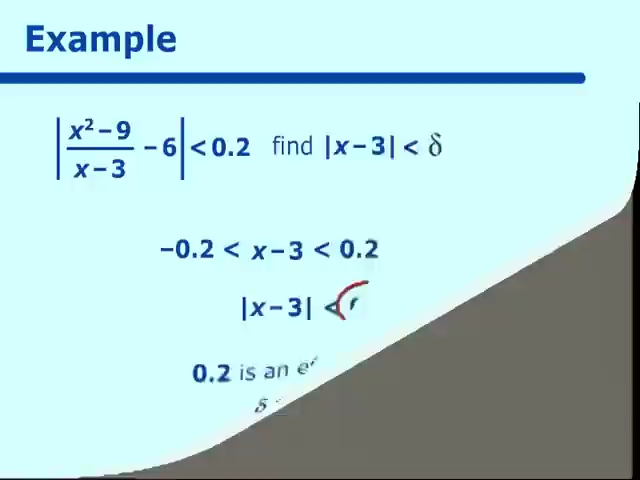 Example
|x² – 9 / x – 3 – 6| < 0.2 find |x – 3| < δ
–0.2 < x – 3 < 0.2
|x – 3| <
0.2 is an
δ